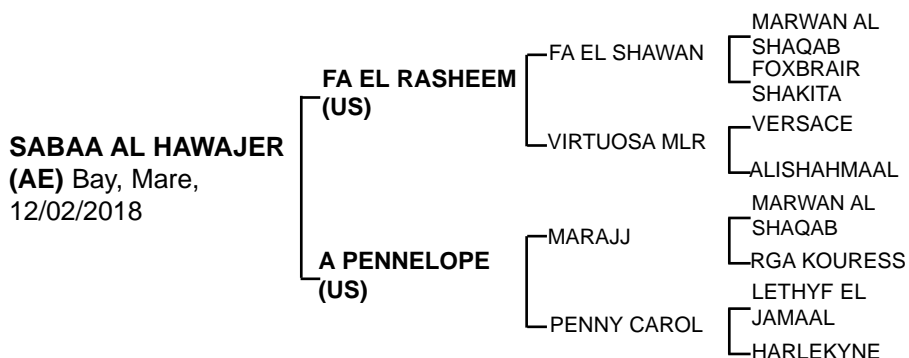 SABAA AL HAWAJER
(AE) Bay, Mare,
12/02/2018
FA EL RASHEEM
(US)
A PENNELOPE
(US)
FA EL SHAWAN
VIRTUOSA MLR
MARAJJ
PENNY CAROL
MARWAN AL
SHAQAB
FOXBRAIR
SHAKITA
VERSACE
ALISHAHMAAL
MARWAN AL
SHAQAB
RGA KOURESS
LETHYF EL
JAMAAL
HARLEKYNE